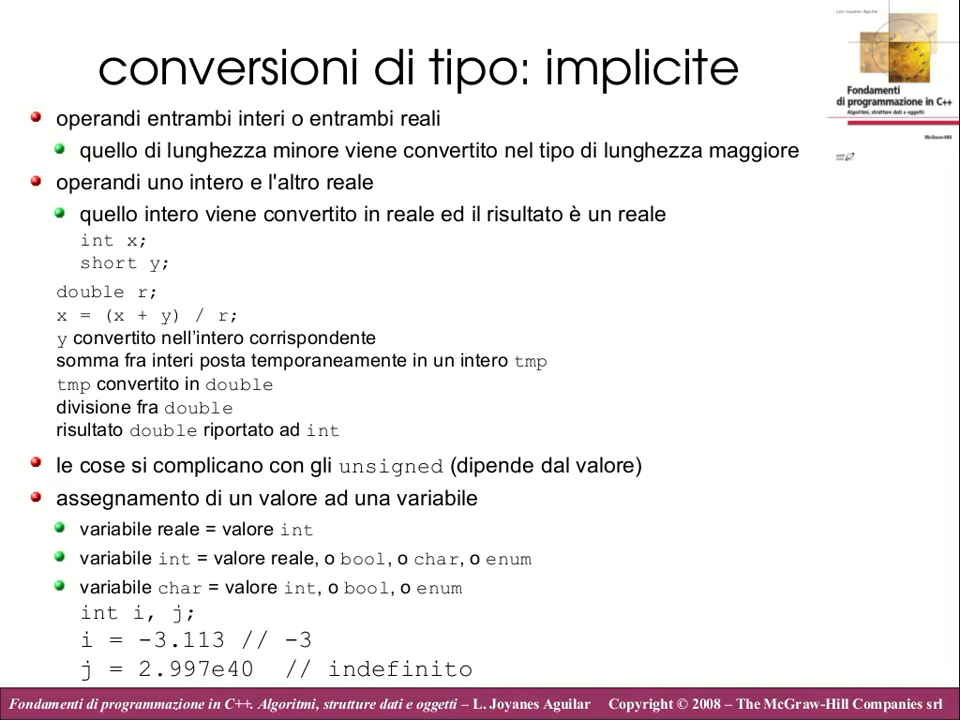 conversioni di tipo: implicite
Luis Joyanes Aguilar
Fondamenti
di programmazione in C++
Algoritmi, strutture dati e oggetti
McGraw-Hill
operandi entrambi interi o entrambi reali
quello di lunghezza minore viene convertito nel tipo di lunghezza maggiore
operandi uno intero e l'altro reale
quello intero viene convertito in reale ed il risultato è un reale
int x;
short y;
double r;
x = (x + y) / r;
y convertito nell’intero corrispondente
somma fra interi posta temporaneamente in un intero tmp
tmp convertito in double
divisione fra double
risultato double riportato ad int
le cose si complicano con gli unsigned (dipende dal valore)
assegnamento di un valore ad una variabile
variabile reale = valore int
variabile int = valore reale, o bool, o char, o enum
variabile char = valore int, o bool, o enum
int i, j;
i = -3.113 // -3
j = 2.997e40 // indefinito
Fondamenti di programmazione in C++. Algoritmi, strutture dati e oggetti – L. Joyanes Aguilar Copyright © 2008 – The McGraw-Hill Companies srl